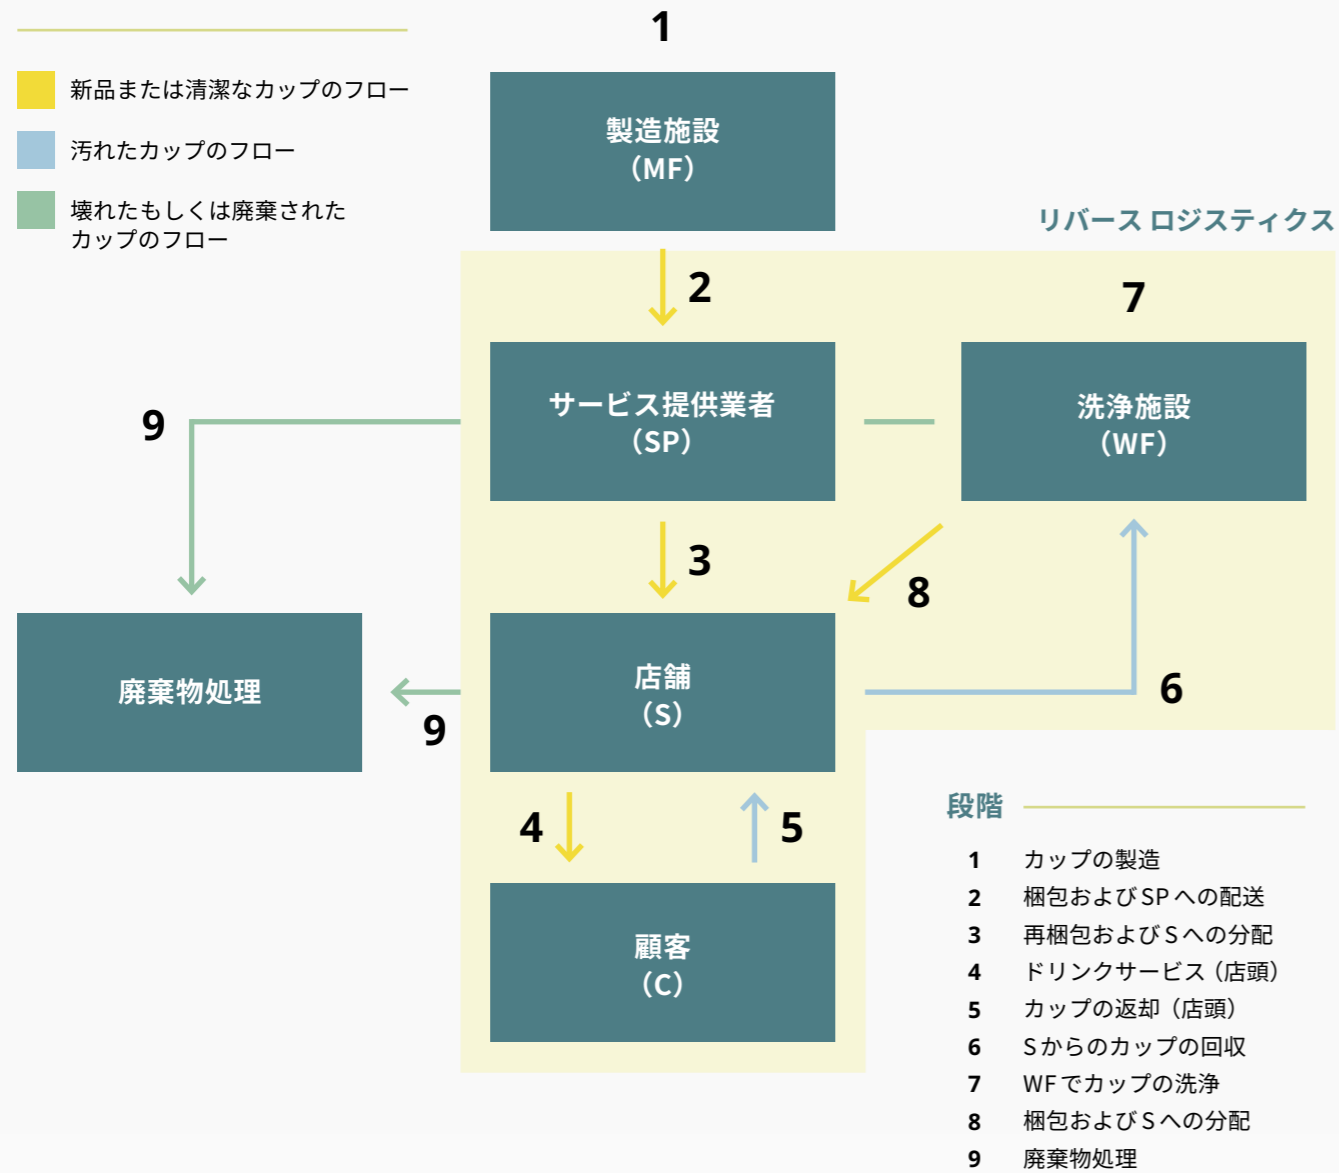 新品または清潔なカップのフロー
汚れたカップのフロー
壊れたもしくは廃棄された
カップのフロー
1
製造施設
（MF）
リバース ロジスティクス
2
7
サービス提供業者
（SP）
洗浄施設
（WF）
9
3
8
廃棄物処理
店舗
（S）
6
9
4
5
顧客
（C）
段階
1 カップの製造
2 梱包およびSPへの配送
3 再梱包およびSへの分配
4 ドリンクサービス（店頭）
5 カップの返却（店頭）
6 Sからのカップの回収
7 WFでカップの洗浄
8 梱包およびSへの分配
9 廃棄物処理